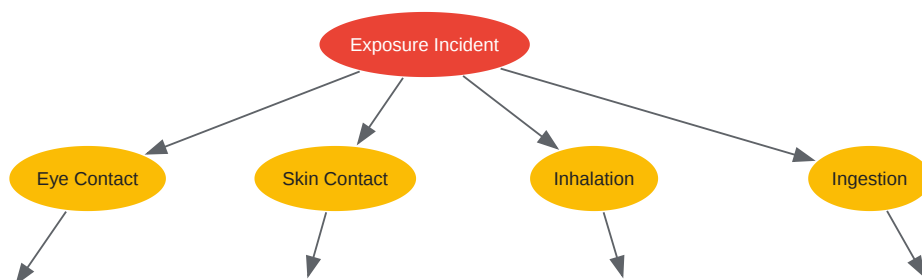 Exposure Incident
Eye Contact
Skin Contact
Inhalation
Ingestion